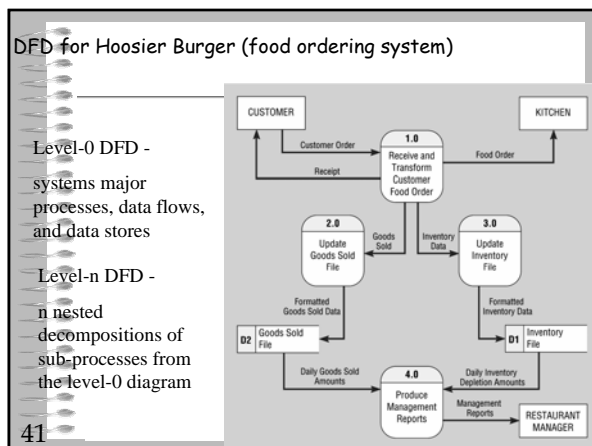 DFD for Hoosier Burger (food ordering system)
Level-0 DFD -
systems major
processes, data flows,
and data stores
Level-n DFD -
n nested
decompositions of
sub-processes from
the level-0 diagram
41
CUSTOMER
KITCHEN
1.0
Customer Order
Receive and
Transform
Customer
Food Order
Food Order
Receipt
2.0
Goods
Sold
Inventory
Data
3.0
Update
Goods Sold
File
Update
Inventory
File
Formatted
Goods Sold Data
Formatted
Inventory Data
D2
Goods Sold
File
D1
Inventory
File
Daily Goods Sold
Amounts
4.0
Daily Inventory
Depletion Amounts
Produce
Management
Reports
Management
Reports
RESTAURANT
MANAGER